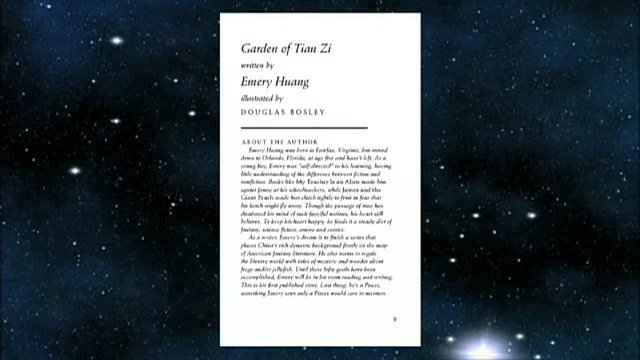 Garden of Tian Zi
written by
Emery Huang
illustrated by
DOUGLAS BOSLEY
ABOUT THE AUTHOR
Emery Huang was born in Fairfax, Virginia, but moved
down to Orlando, Florida, at age five and hasn't left. As a
young boy, Emery was "self-directed" in his learning, having
little understanding of the difference between fiction and
nonfiction. Books like My Teacher Is an Alien made him
squint funny at his schoolteachers, while James and the
Giant Peach made him clutch tightly to fruit in fear that
his lunch might fly away. Though the passage of time has
disabused his mind of such fanciful notions, his heart still
believes. To keep his heart happy, he feeds it a steady diet of
fantasy, science fiction, anime and comics.
As a writer, Emery's dream is to finish a series that
places China's rich dynastic background firmly on the map
of American fantasy literature. He also wants to regale
the literary world with tales of mystery and wonder about
frogs and/or jellyfish. Until these lofty goals have been
accomplished, Emery will be in his room reading and writing.
This is his first published story. Last thing: he's a Pisces,
something Emery says only a Pisces would care to mention.
9